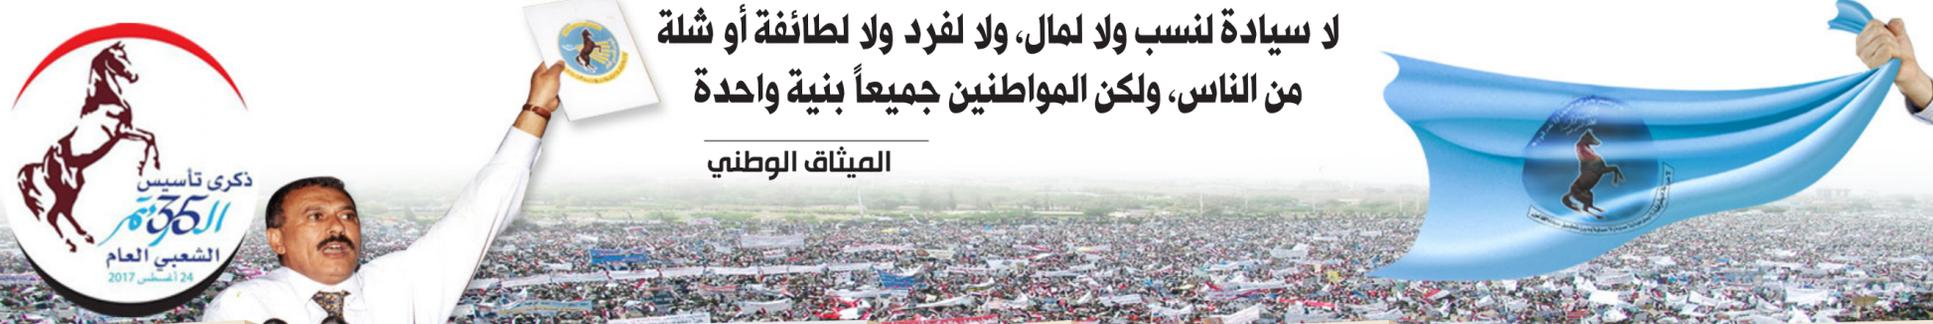 لا سيادة لنسب ولا لمال، ولا لفرد ولا لطائفة أو شلة
من الناس، ولكن المواطنين جميعاً بنية واحدة
الميثاق الوطني
ذكرى تأسيس
المؤتمر 35
الشعبي العام
24 أغسطس 2017